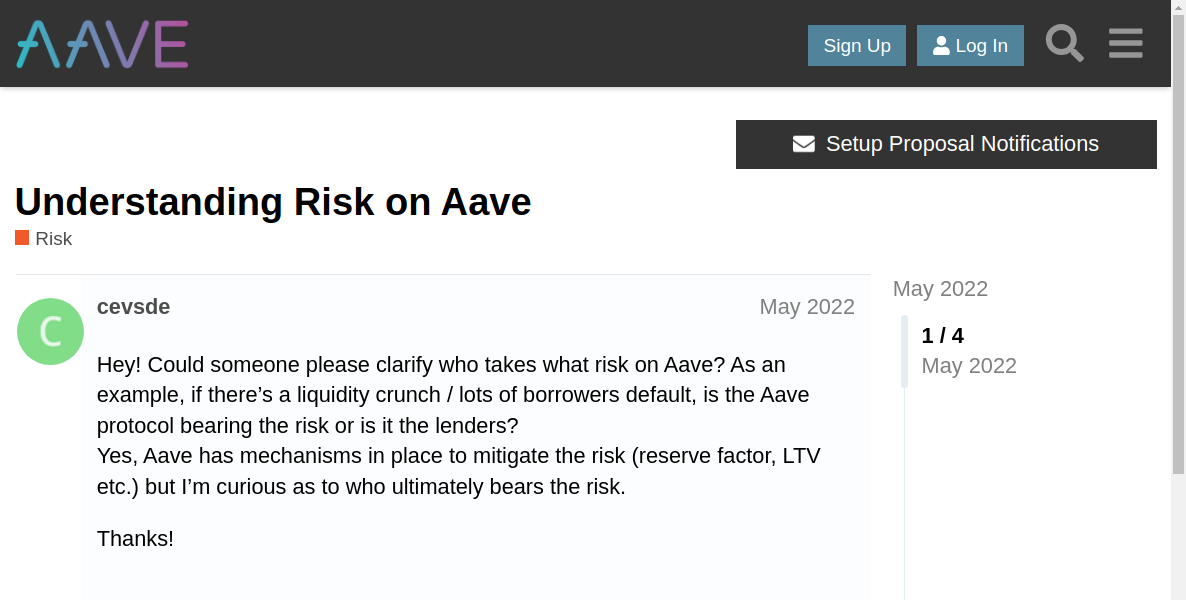 AAVE
Sign Up
Log In
Setup Proposal Notifications
Understanding Risk on Aave
Risk
C
cevsde
May 2022
Hey! Could someone please clarify who takes what risk on Aave? As an
example, if there’s a liquidity crunch / lots of borrowers default, is the Aave
protocol bearing the risk or is it the lenders?
Yes, Aave has mechanisms in place to mitigate the risk (reserve factor, LTV
etc.) but I’m curious as to who ultimately bears the risk.
Thanks!
May 2022
1 / 4
May 2022